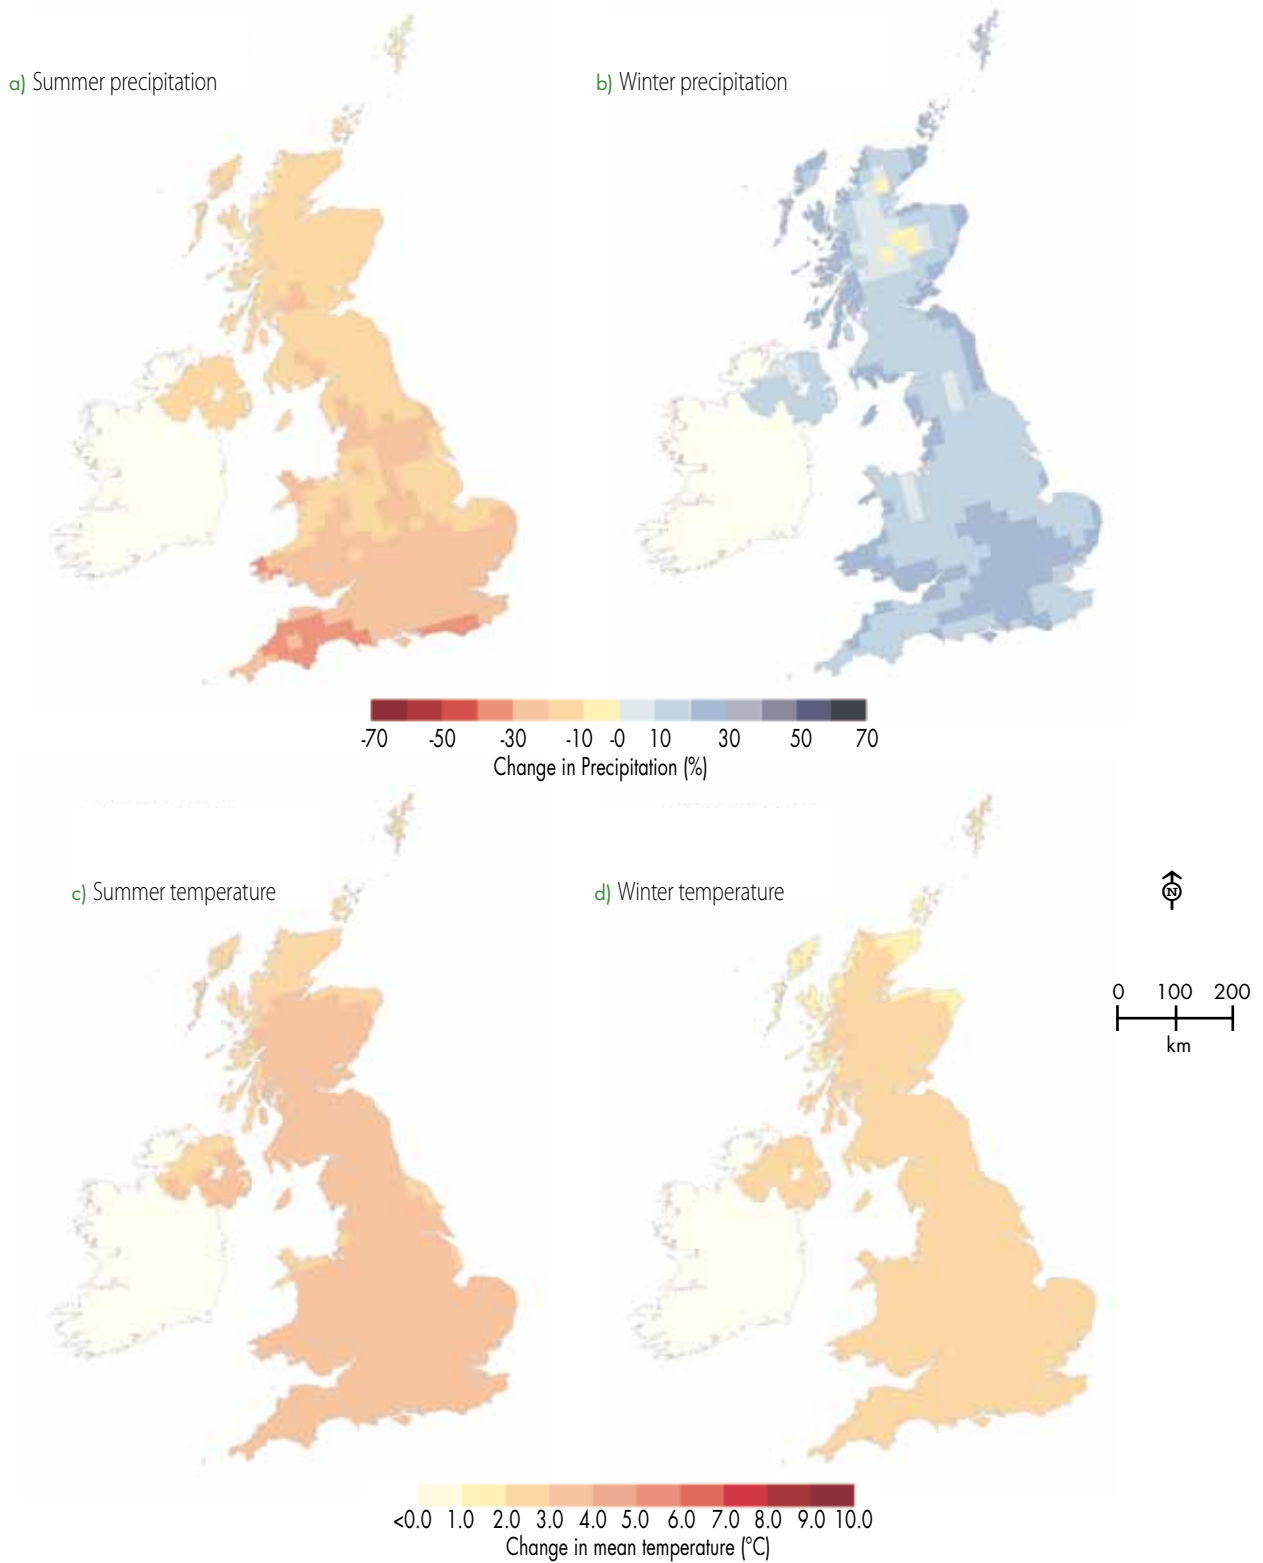 a) Summer precipitation
b) Winter precipitation
-70 -50 -30 -10 -0 10 30 50 70
Change in Precipitation (%)
c) Summer temperature
d) Winter temperature
N
0 100 200
km
<0.0 1.0 2.0 3.0 4.0 5.0 6.0 7.0 8.0 9.0 10.0
Change in mean temperature (°C)